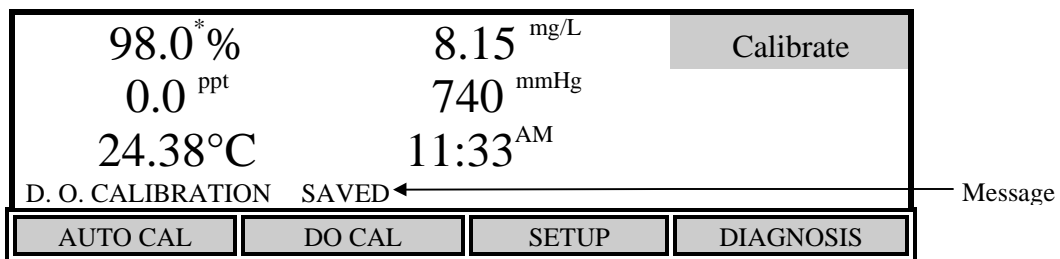 98.0*% 8.15 mg/L Calibrate
0.0 ppt 740 mmHg
24.38°C 11:33AM
D. O. CALIBRATION SAVED Message
AUTO CAL DO CAL SETUP DIAGNOSIS